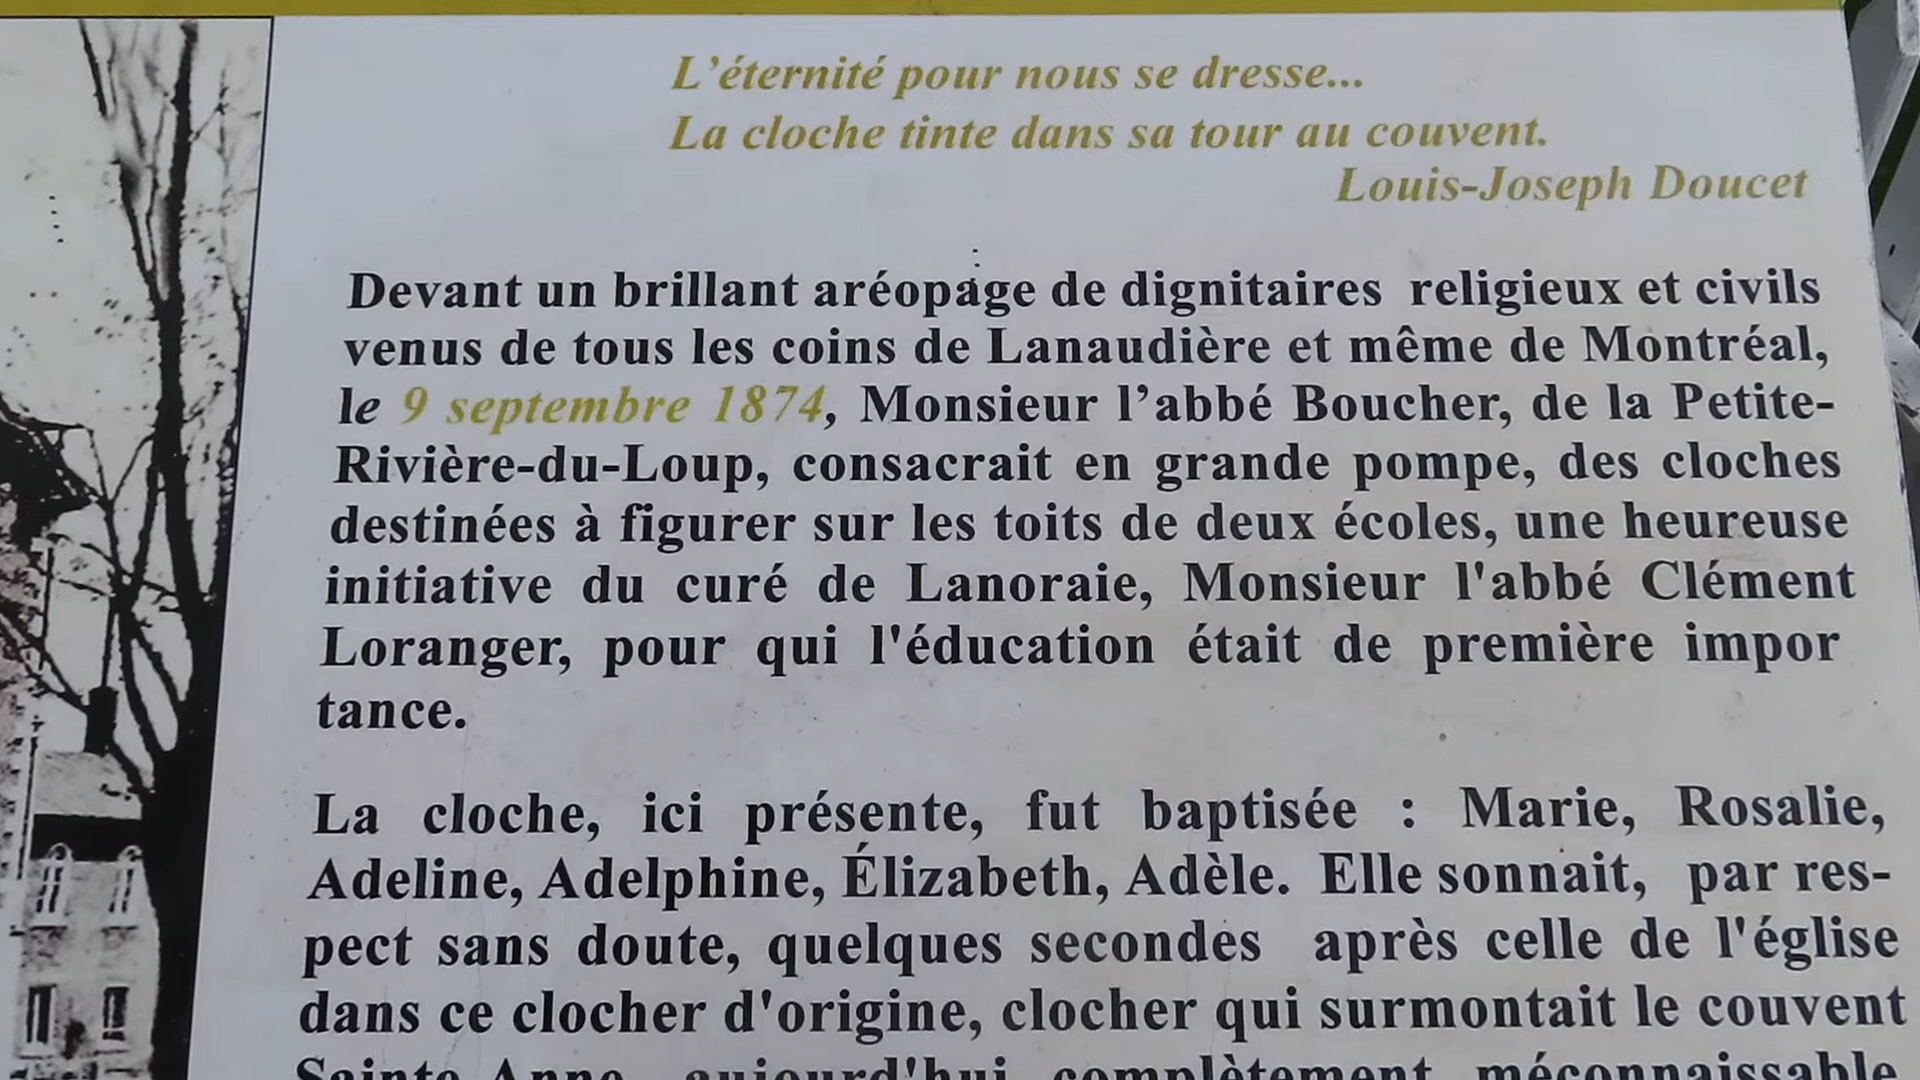 L’éternité pour nous se dresse...
La cloche tinte dans sa tour au couvent.
Louis-Joseph Doucet
Devant un brillant aréopage de dignitaires religieux et civils
venus de tous les coins de Lanaudière et même de Montréal,
le 9 septembre 1874, Monsieur l’abbé Boucher, de la Petite-
Rivière-du-Loup, consacrait en grande pompe, des cloches
destinées à figurer sur les toits de deux écoles, une heureuse
initiative du curé de Lanoraie, Monsieur l'abbé Clément
Loranger, pour qui l'éducation était de première impor
tance.
La cloche, ici présente, fut baptisée : Marie, Rosalie,
Adeline, Adelphine, Élizabeth, Adèle. Elle sonnait, par res-
pect sans doute, quelques secondes après celle de l'église
dans ce clocher d'origine, clocher qui surmontait le couvent
Sainte-Anne, aujourd'hui complètement méconnaissable